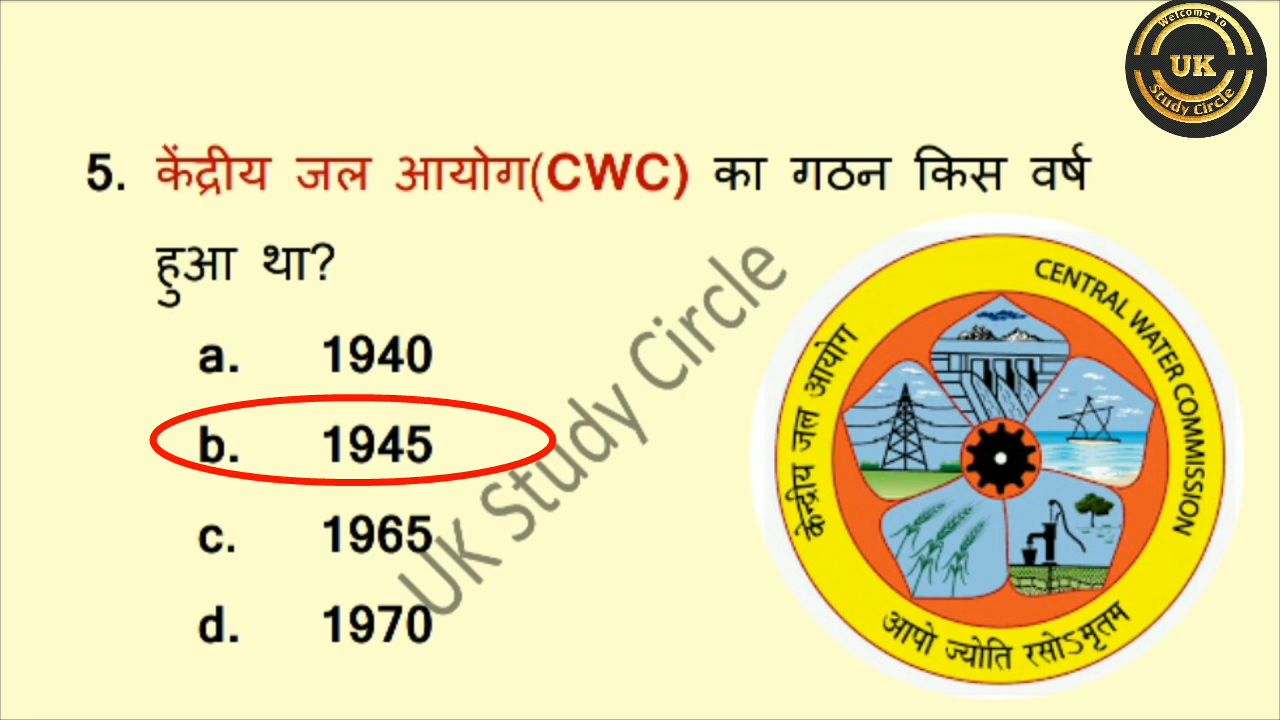 Welcome To
UK
Study Circle
5. केंद्रीय जल आयोग(CWC) का गठन किस वर्ष
हुआ था?
a. 1940
b. 1945
c. 1965
d. 1970
UK Study Circle
केन्द्रीय जल आयोग
CENTRAL WATER COMMISSION
आपो ज्योति रसोऽमृतम